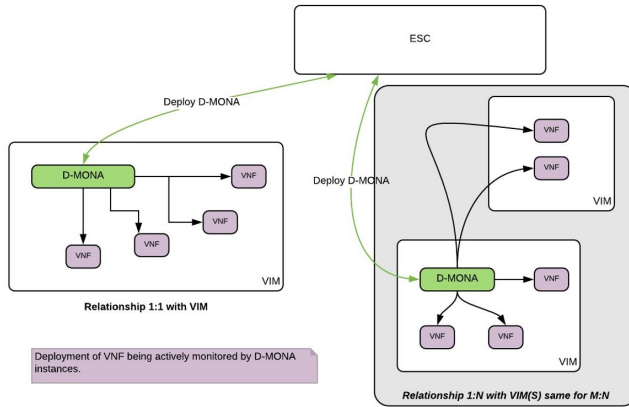 ESC
Deploy D-MONA
VNF
D-MONA
VNF
VNF
VIM
Deploy D-MONA
VNF
VNF
VNF
VIM
D-MONA
VNF
Relationship 1:1 with VIM
VNF
VNF
Deployment of VNF being actively monitored by D-MONA
instances.
VIM
Relationship 1:N with VIM(S) same for M:N